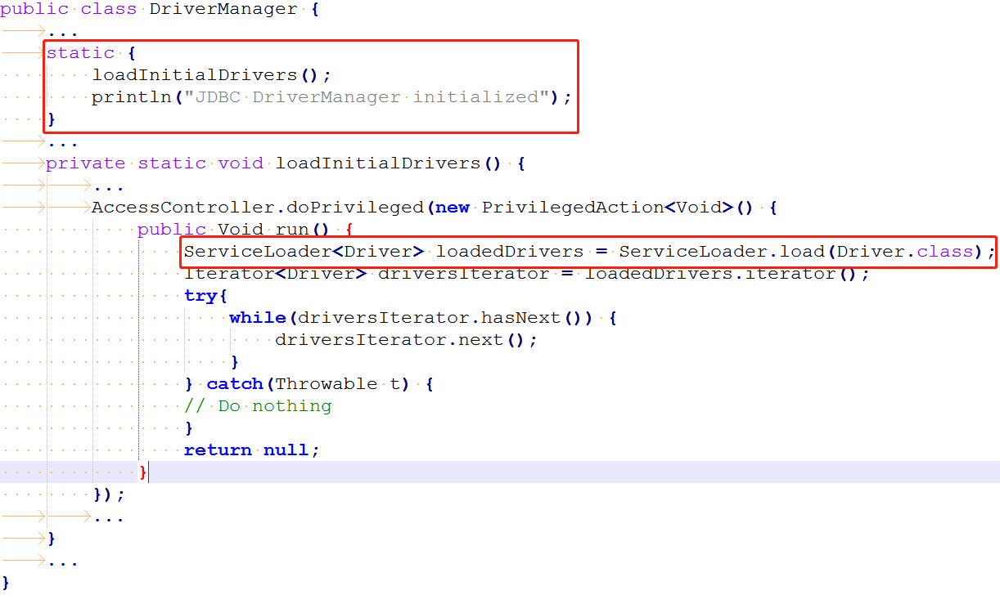 public class DriverManager {
...
static {
loadInitialDrivers();
println("JDBC DriverManager initialized");
}
...
private static void loadInitialDrivers() {
...
AccessController.doPrivileged(new PrivilegedAction<Void>() {
public Void run() {
ServiceLoader<Driver> loadedDrivers = ServiceLoader.load(Driver.class);
Iterator<Driver> driversIterator = loadedDrivers.iterator();
try{
while(driversIterator.hasNext()) {
driversIterator.next();
}
} catch(Throwable t) {
// Do nothing
}
return null;
}
});
...
}
...
}